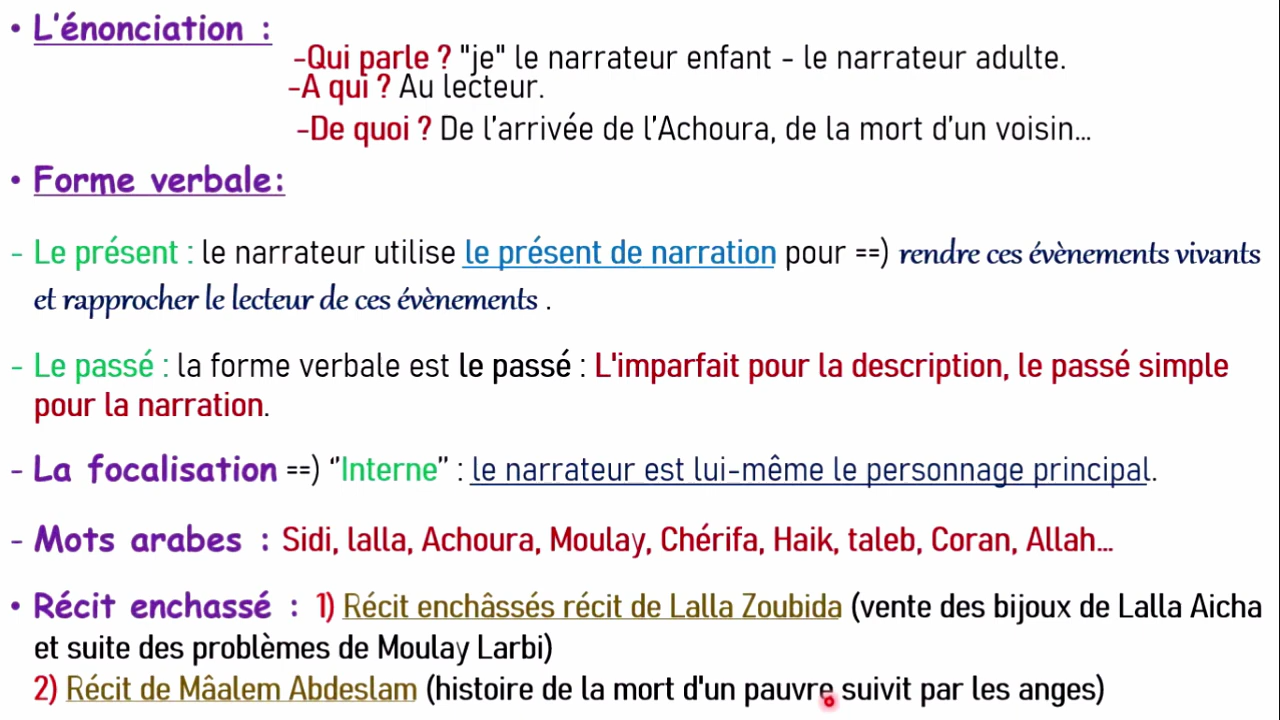 • L'énonciation :
-Qui parle ? "je" le narrateur enfant - le narrateur adulte.
-A qui ? Au lecteur.
-De quoi ? De l'arrivée de l'Achoura, de la mort d'un voisin...
• Forme verbale:
- Le présent : le narrateur utilise le présent de narration pour ==) rendre ces évènements vivants
et rapprocher le lecteur de ces évènements .
- Le passé : la forme verbale est le passé : L'imparfait pour la description, le passé simple
pour la narration.
- La focalisation ==) “Interne” : le narrateur est lui-même le personnage principal.
- Mots arabes : Sidi, lalla, Achoura, Moulay, Chérifa, Haik, taleb, Coran, Allah...
• Récit enchassé : 1) Récit enchâssés récit de Lalla Zoubida (vente des bijoux de Lalla Aicha
et suite des problèmes de Moulay Larbi)
2) Récit de Mâalem Abdeslam (histoire de la mort d'un pauvre suivit par les anges)